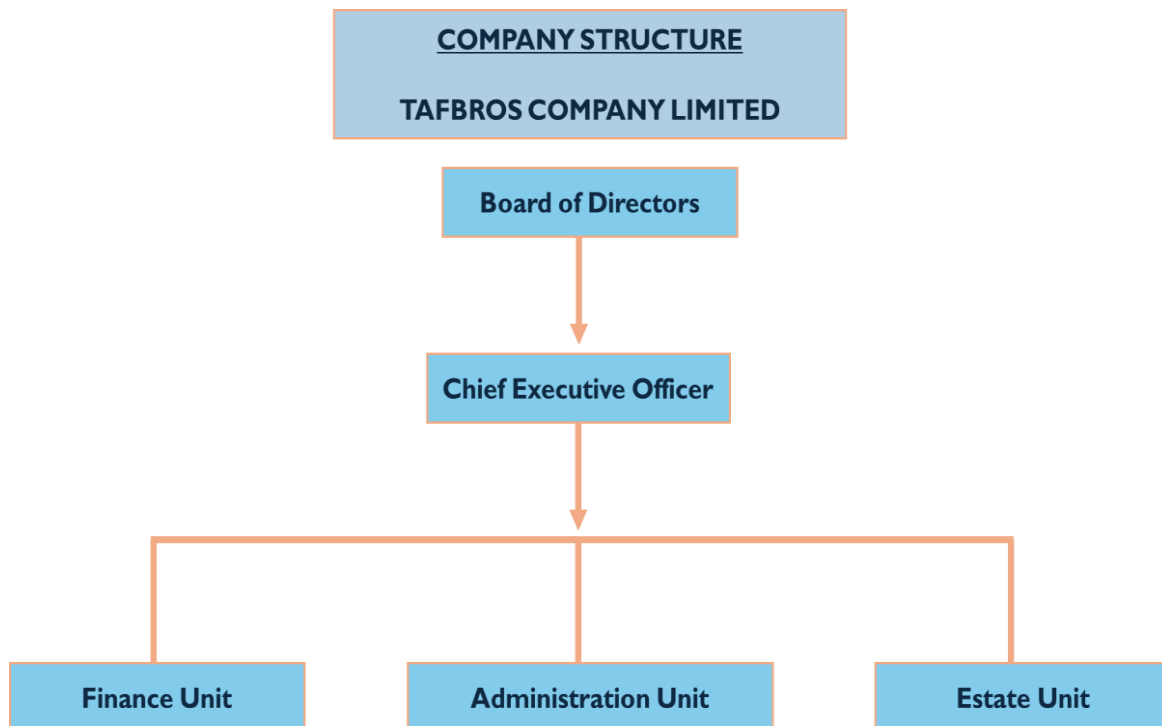 COMPANY STRUCTURE
TAFBROS COMPANY LIMITED
Board of Directors
Chief Executive Officer
Finance Unit
Administration Unit
Estate Unit